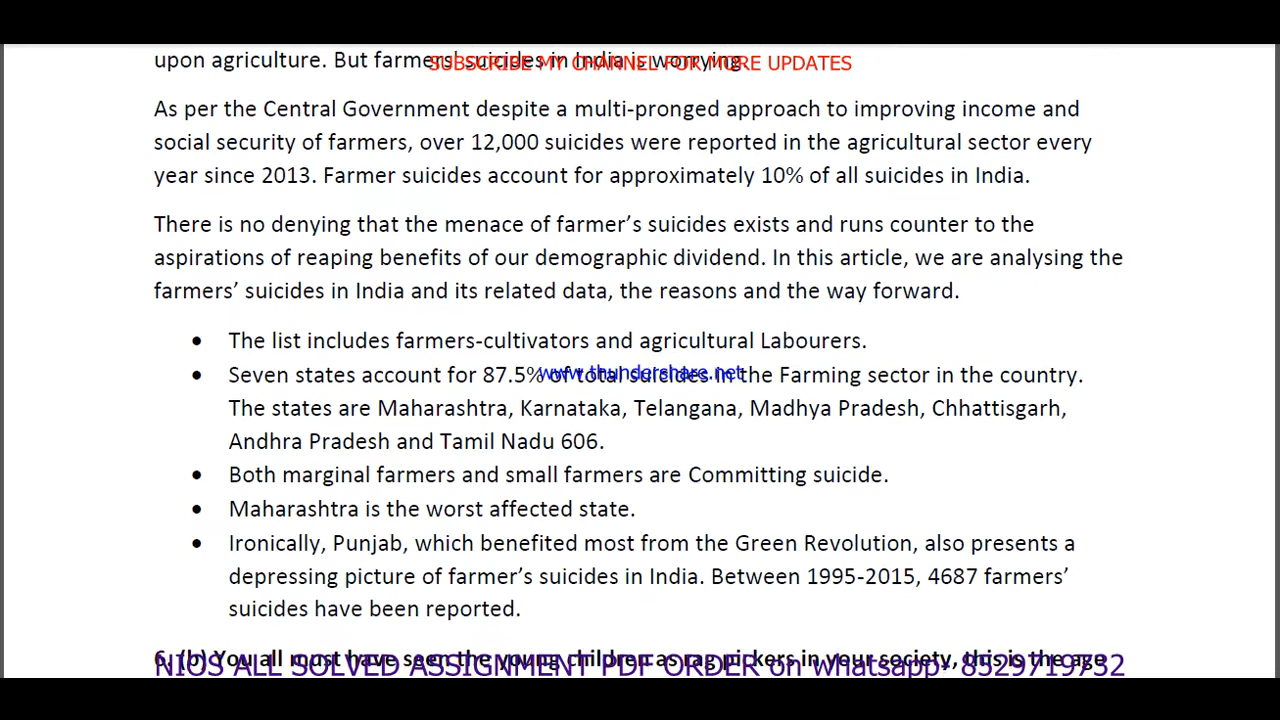 upon agriculture. But farmers' suicides in India is worrying.
SUBSCRIBE MY CHANNEL FOR MORE UPDATES
As per the Central Government despite a multi-pronged approach to improving income and
social security of farmers, over 12,000 suicides were reported in the agricultural sector every
year since 2013. Farmer suicides account for approximately 10% of all suicides in India.
There is no denying that the menace of farmer’s suicides exists and runs counter to the
aspirations of reaping benefits of our demographic dividend. In this article, we are analysing the
farmers’ suicides in India and its related data, the reasons and the way forward.
• The list includes farmers-cultivators and agricultural Labourers.
• Seven states account for 87.5% of total suicides in the Farming sector in the country.
www.thundershare.net
The states are Maharashtra, Karnataka, Telangana, Madhya Pradesh, Chhattisgarh,
Andhra Pradesh and Tamil Nadu 606.
• Both marginal farmers and small farmers are Committing suicide.
• Maharashtra is the worst affected state.
• Ironically, Punjab, which benefited most from the Green Revolution, also presents a
depressing picture of farmer’s suicides in India. Between 1995-2015, 4687 farmers’
suicides have been reported.
6. (b) You all must have seen the young children as rag pickers in your society, this is the age
NIOS ALL SOLVED ASSIGNMENT PDF ORDER on whatsapp- 8529719732